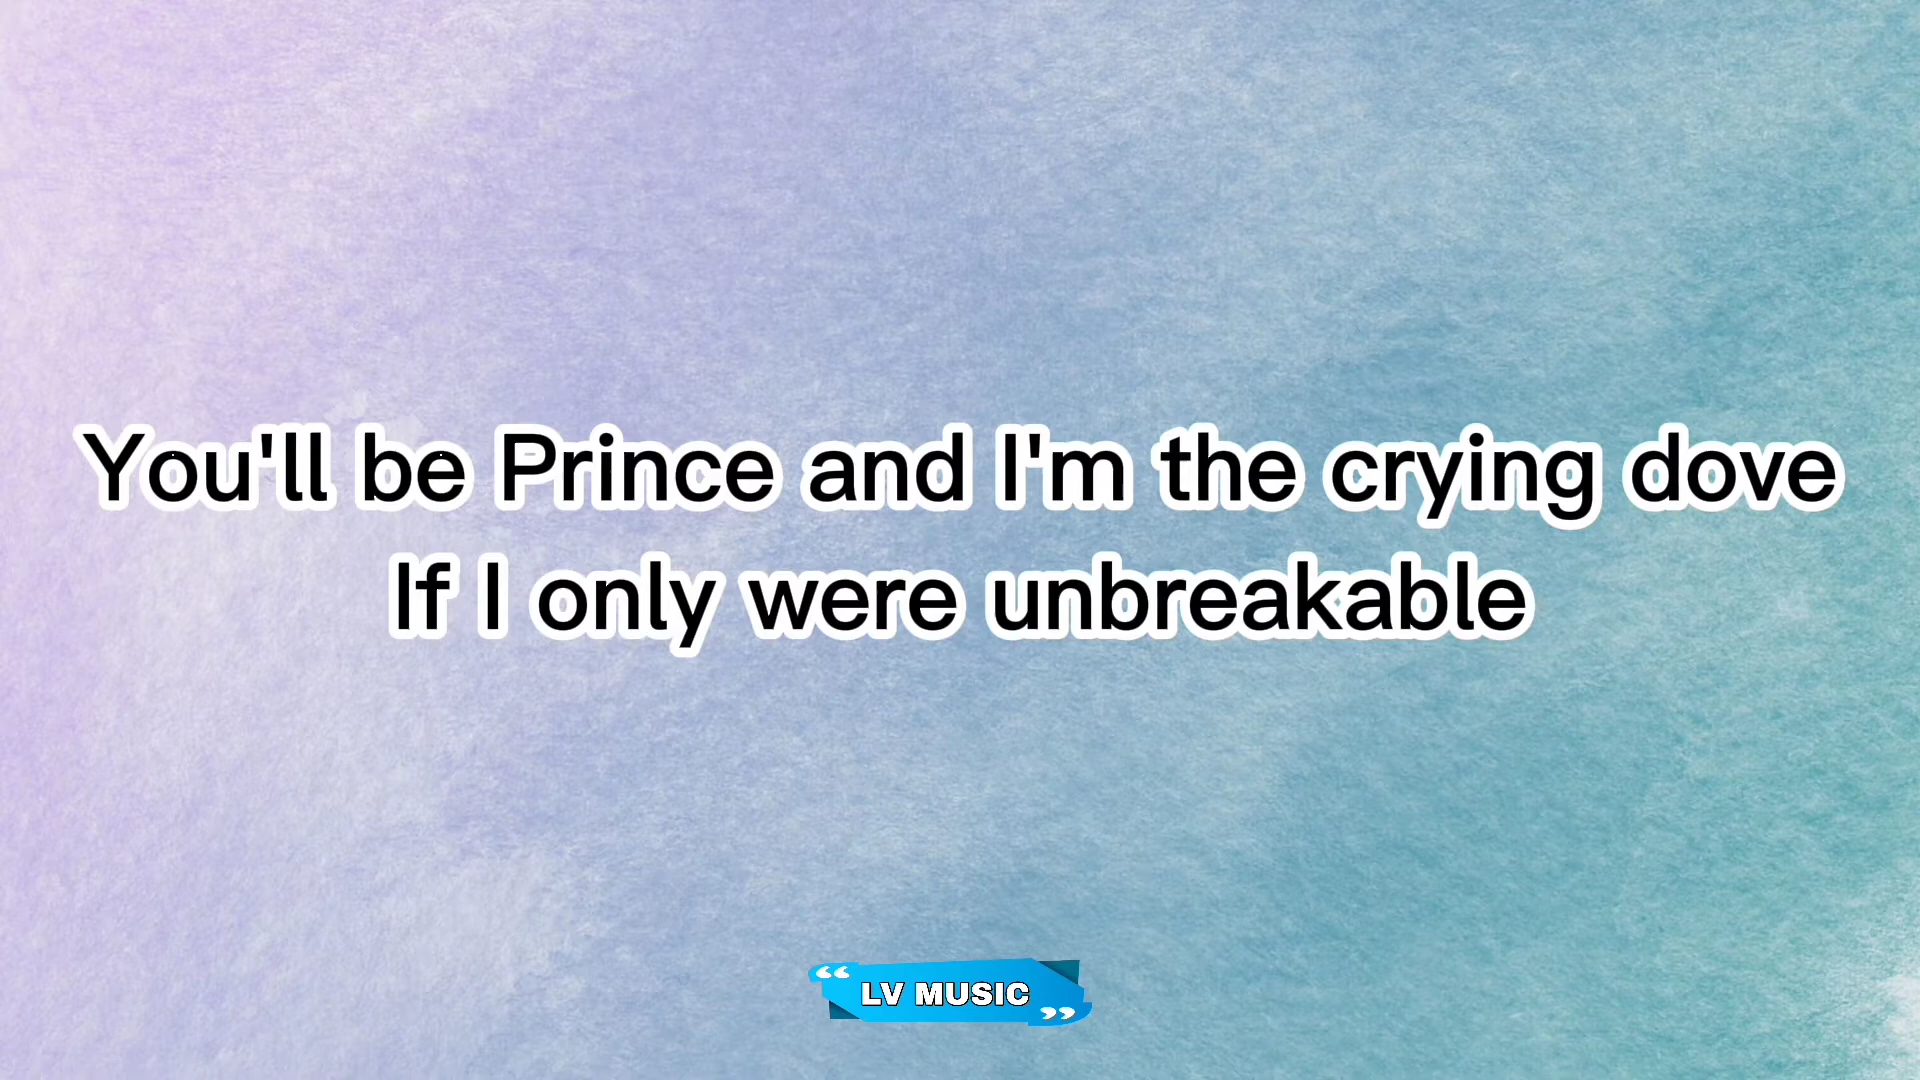 You'll be Prince and I'm the crying dove
If I only were unbreakable
LV MUSIC